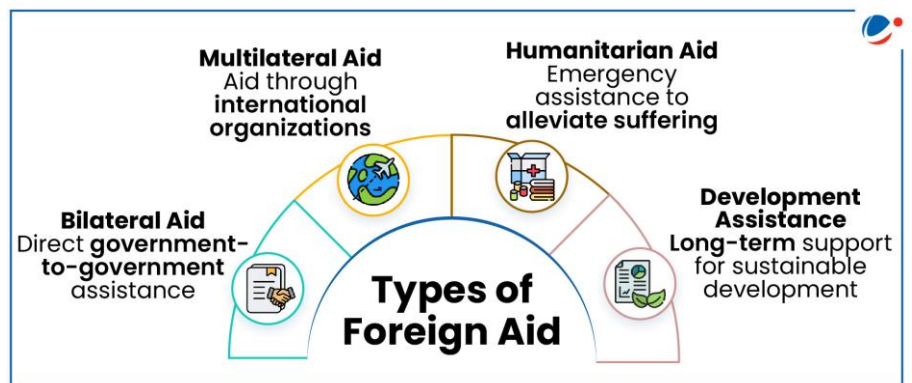 Multilateral Aid
Aid through
international
organizations
Humanitarian Aid
Emergency
assistance to
alleviate suffering
Bilateral Aid
Direct government-
to-government
assistance
Development
Assistance
Long-term support
for sustainable
development
Types of
Foreign Aid